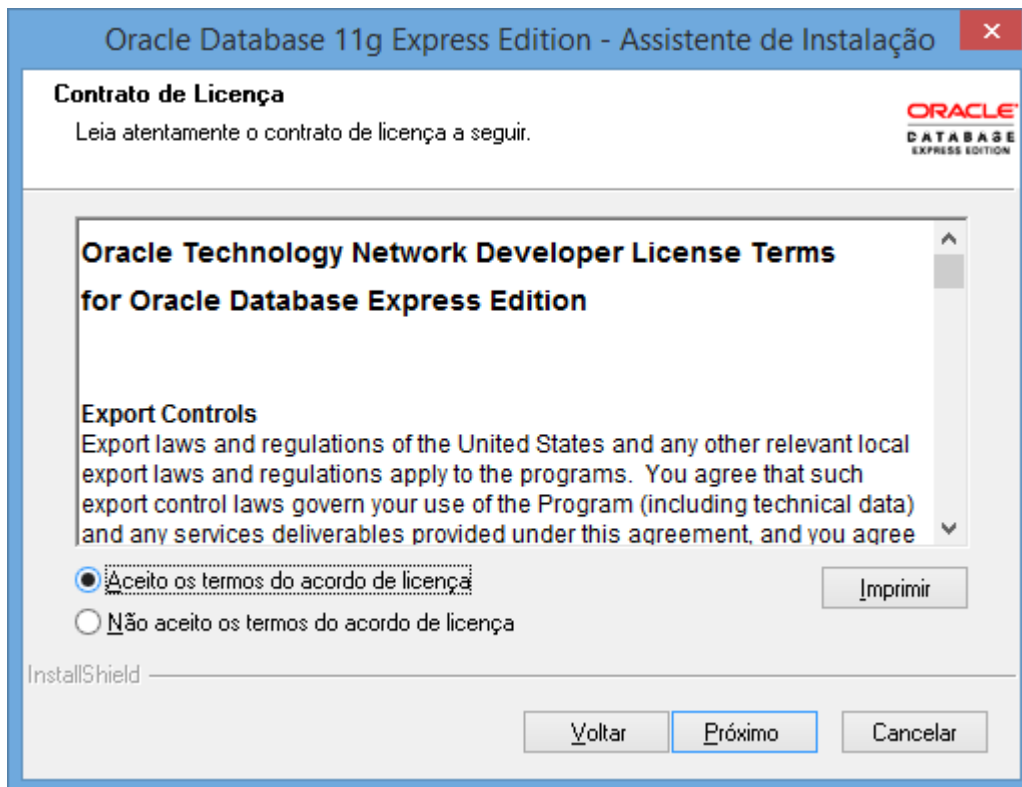 Oracle Database 11g Express Edition - Assistente de Instalação
Contrato de Licença
Leia atentamente o contrato de licença a seguir.
ORACLE
DATABASE
EXPRESS EDITION
Oracle Technology Network Developer License Terms
for Oracle Database Express Edition
Export Controls
Export laws and regulations of the United States and any other relevant local
export laws and regulations apply to the programs.  You agree that such
export control laws govern your use of the Program (including technical data)
and any services deliverables provided under this agreement, and you agree
Aceito os termos do acordo de licença
Imprimir
Não aceito os termos do acordo de licença
InstallShield
Voltar
Próximo
Cancelar